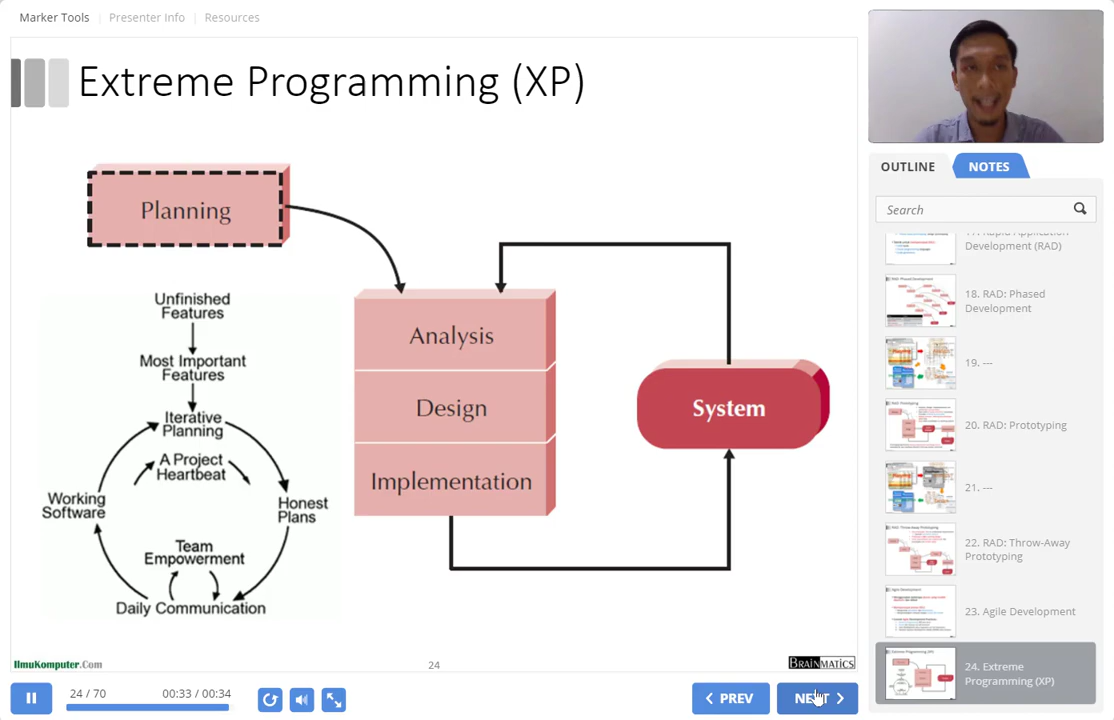 Marker Tools
Presenter Info
Resources
Extreme Programming (XP)
Planning
Unfinished
Features
Most Important
Features
Iterative
Planning
A Project
Heartbeat
Working
Software
Honest
Plans
Team
Empowerment
Daily Communication
Analysis
Design
Implementation
System
IlmuKomputer.Com
24
BRAINMATICS
24 / 70
00:33 / 00:34
PREV
NEXT
OUTLINE
NOTES
Search
Development (RAD)
18. RAD: Phased
Development
19. ---
20. RAD: Prototyping
21. ---
22. RAD: Throw-Away
Prototyping
23. Agile Development
24. Extreme
Programming (XP)